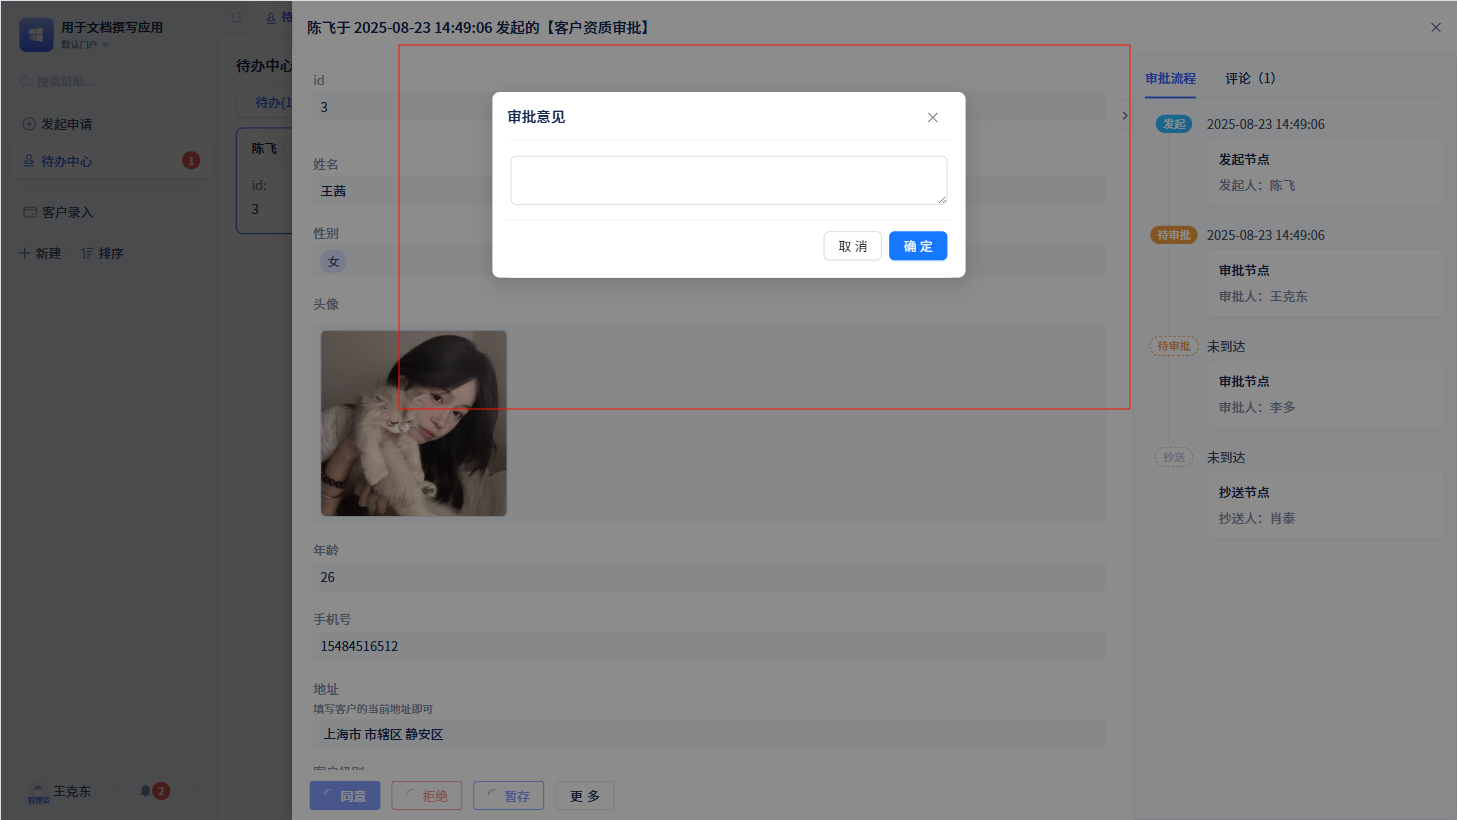 用于文档撰写应用
默认门户
搜索菜单...
发起申请
待办中心
1
客户录入
新建
排序
王克东
管理员
2
待办中心
待办(1
陈飞
id:
3
陈飞于 2025-08-23 14:49:06 发起的【客户资质审批】
id
3
姓名
王茜
性别
女
头像
年龄
26
手机号
15484516512
地址
填写客户的当前地址即可
上海市 市辖区 静安区
同意
拒绝
暂存
更 多
审批意见
取 消
确 定
审批流程
评论（1）
发起
2025-08-23 14:49:06
发起节点
发起人：陈飞
待审批
2025-08-23 14:49:06
审批节点
审批人：王克东
待审批
未到达
审批节点
审批人：李多
抄送
未到达
抄送节点
抄送人：肖泰